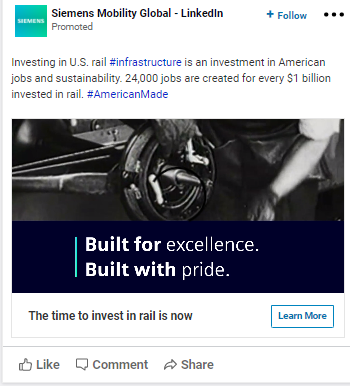 SIEMENS
Siemens Mobility Global - LinkedIn
Promoted
+ Follow
Investing in U.S. rail #infrastructure is an investment in American
jobs and sustainability. 24,000 jobs are created for every $1 billion
invested in rail. #AmericanMade
Built for excellence.
Built with pride.
The time to invest in rail is now
Learn More
Like
Comment
Share